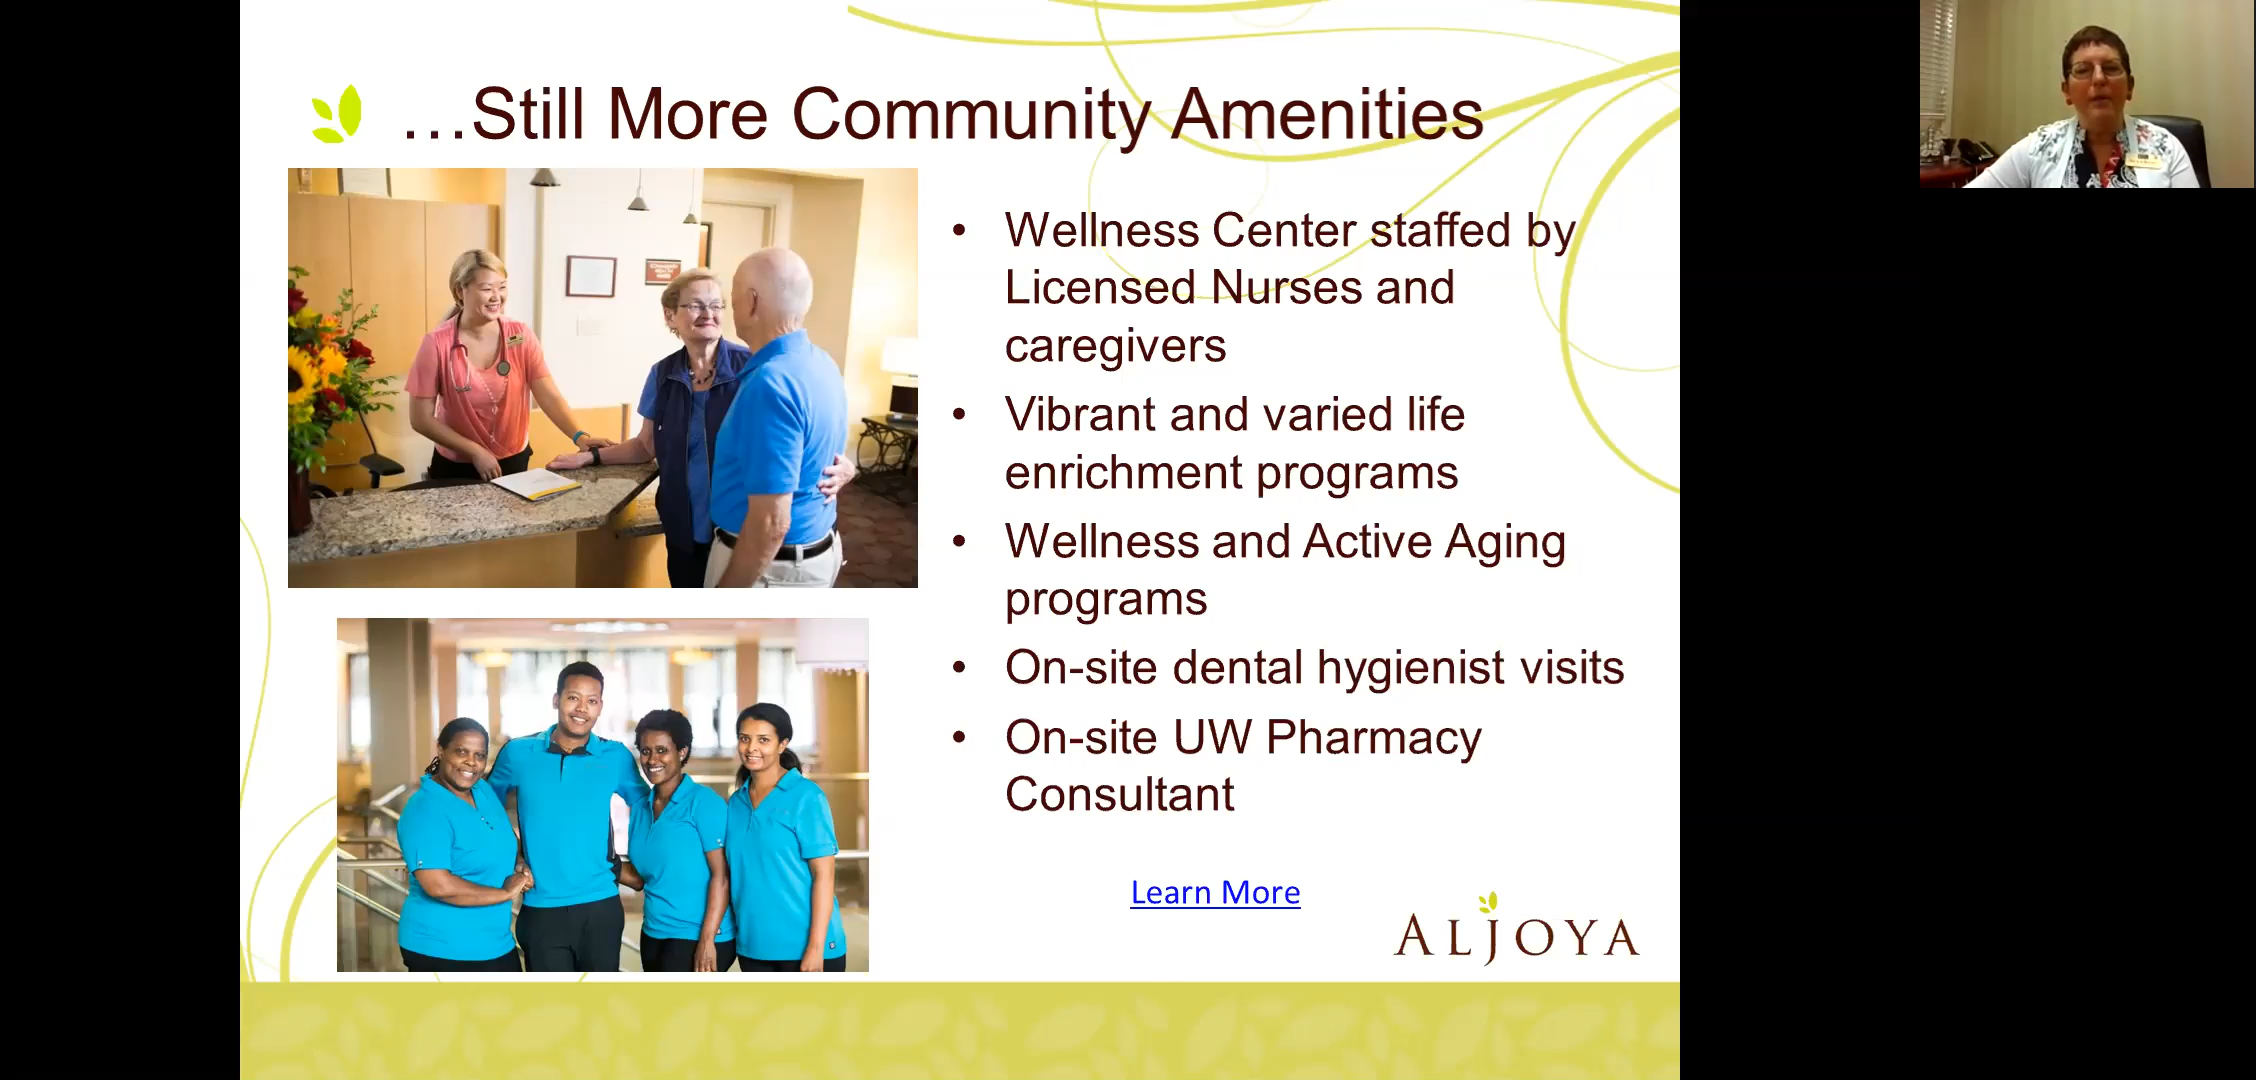 ...Still More Community Amenities
• Wellness Center staffed by
Licensed Nurses and
caregivers
• Vibrant and varied life
enrichment programs
• Wellness and Active Aging
programs
• On-site dental hygienist visits
• On-site UW Pharmacy
Consultant
Learn More
ALJOYA